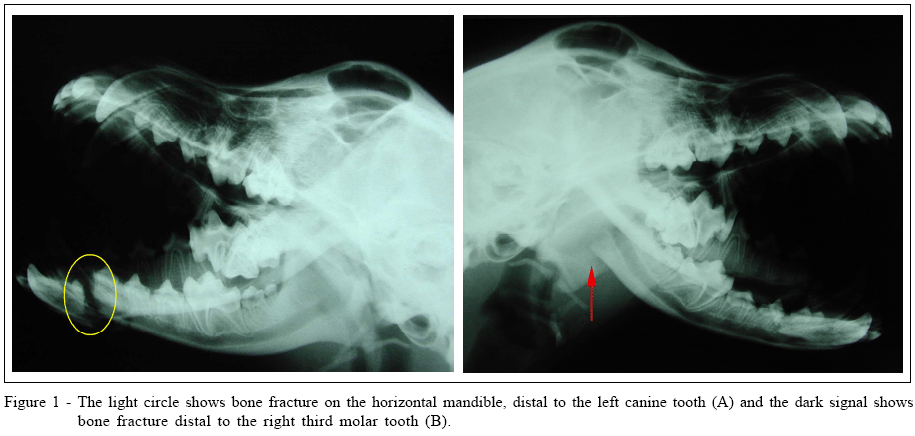 Figure 1 - The light circle shows bone fracture on the horizontal mandible, distal to the left canine tooth (A) and the dark signal shows
bone fracture distal to the right third molar tooth (B).